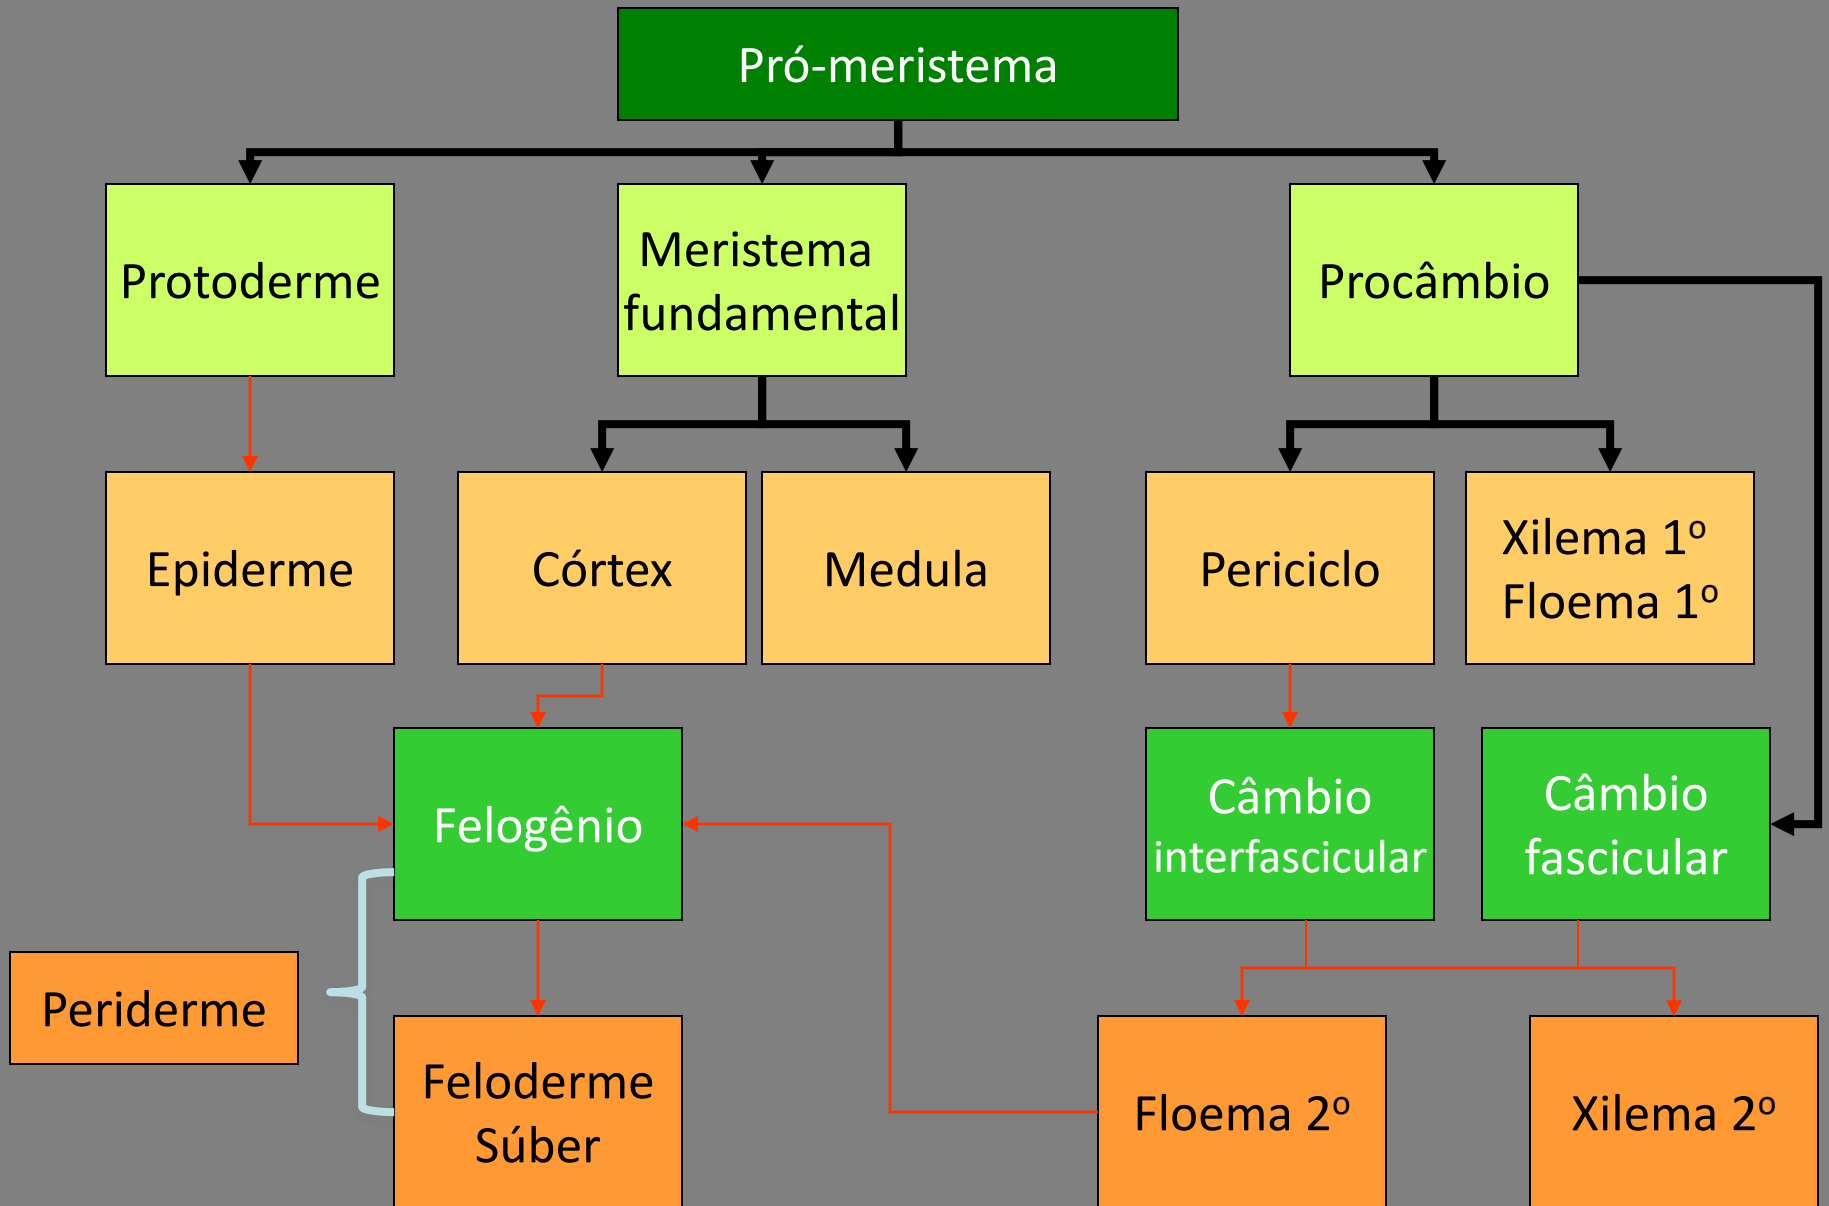 Pró-meristema
Protoderme
Meristema
fundamental
Procâmbio
Epiderme
Córtex
Medula
Periciclo
Xilema 1º
Floema 1º
Felogênio
Câmbio
interfascicular
Câmbio
fascicular
Periderme
Feloderme
Súber
Floema 2º
Xilema 2º